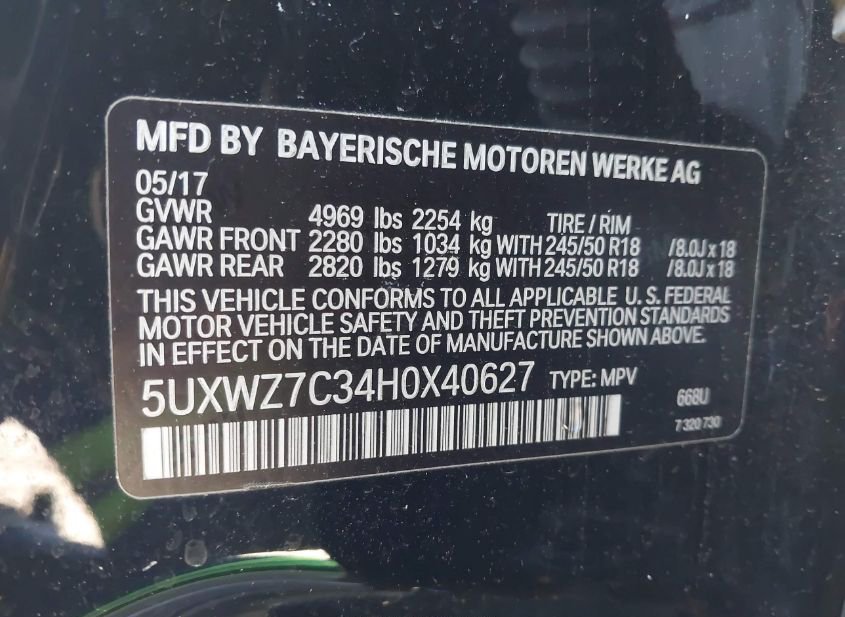 MFD BY BAYERISCHE MOTOREN WERKE AG
05/17
GVWR 4969 lbs 2254 kg TIRE / RIM
GAWR FRONT 2280 lbs 1034 kg WITH 245/50 R18 /8.0J x 18
GAWR REAR 2820 lbs 1279 kg WITH 245/50 R18 /8.0J x 18
THIS VEHICLE CONFORMS TO ALL APPLICABLE U. S. FEDERAL
MOTOR VEHICLE SAFETY AND THEFT PREVENTION STANDARDS
IN EFFECT ON THE DATE OF MANUFACTURE SHOWN ABOVE.
5UXWZ7C34H0X40627 TYPE: MPV
668U
7 320 730